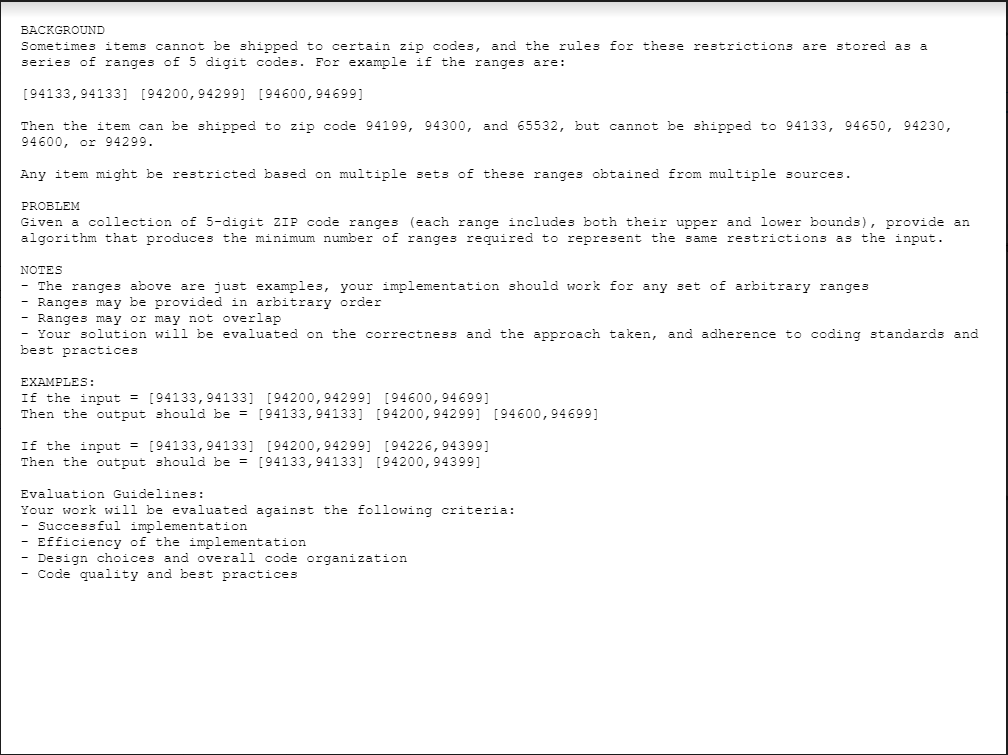 BACKGROUND
Sometimes items cannot be shipped to certain zip codes, and the rules for these restrictions are stored as a
series of ranges of 5 digit codes. For example if the ranges are:
[94133,94133] [94200,94299] [94600,94699]
Then the item can be shipped to zip code 94199, 94300, and 65532, but cannot be shipped to 94133, 94650, 94230,
94600, or 94299.
Any item might be restricted based on multiple sets of these ranges obtained from multiple sources.
PROBLEM
Given a collection of 5-digit ZIP code ranges (each range includes both their upper and lower bounds), provide an
algorithm that produces the minimum number of ranges required to represent the same restrictions as the input.
NOTES
- The ranges above are just examples, your implementation should work for any set of arbitrary ranges
- Ranges may be provided in arbitrary order
- Ranges may or may not overlap
- Your solution will be evaluated on the correctness and the approach taken, and adherence to coding standards and
best practices
EXAMPLES:
If the input = [94133,94133] [94200,94299] [94600,94699]
Then the output should be = [94133,94133] [94200,94299] [94600,94699]
If the input = [94133,94133] [94200,94299] [94226,94399]
Then the output should be = [94133,94133] [94200,94399]
Evaluation Guidelines:
Your work will be evaluated against the following criteria:
- Successful implementation
- Efficiency of the implementation
- Design choices and overall code organization
- Code quality and best practices